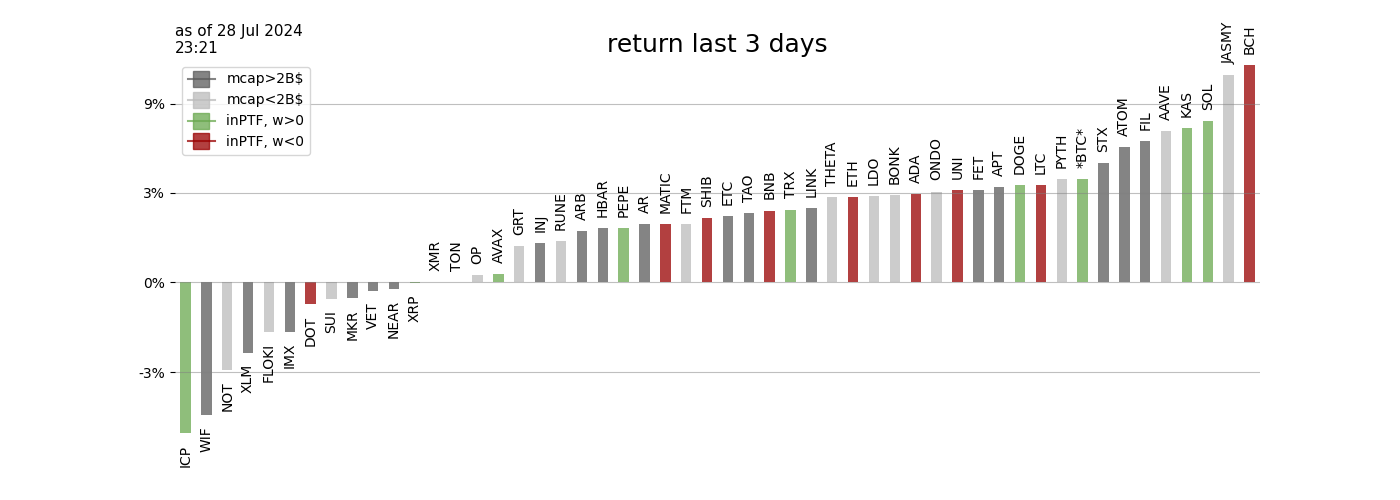 as of 28 Jul 2024
23:21
return last 3 days
mcap>2B$
mcap<2B$
inPTF, w>0
inPTF, w<0
9%
3%
0%
-3%
ICP
WIF
NOT
XLM
FLOKI
IMX
DOT
SUI
MKR
VET
NEAR
XRP
XMR
TON
OP
AVAX
GRT
INJ
RUNE
ARB
HBAR
PEPE
AR
MATIC
FTM
SHIB
ETC
TAO
BNB
TRX
LINK
THETA
ETH
LDO
BONK
ADA
ONDO
UNI
FET
APT
DOGE
LTC
PYTH
*BTC*
STX
ATOM
FIL
AAVE
KAS
SOL
JASMY
BCH